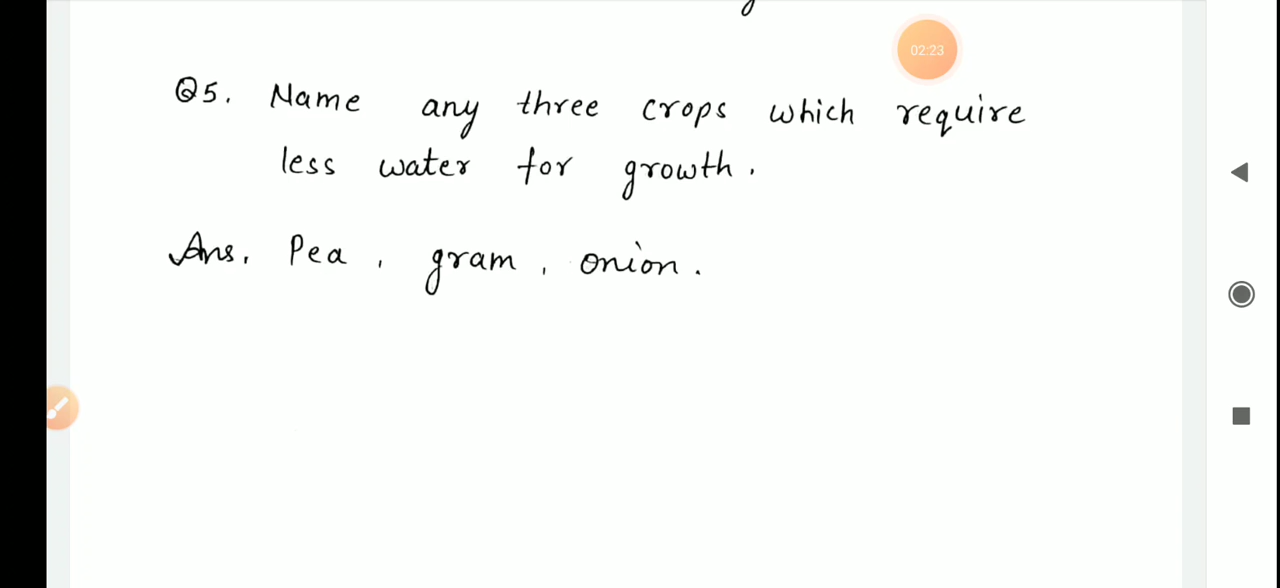 02:23
Q5. Name any three crops which require
less water for growth.
Ans. Pea, gram, onion.